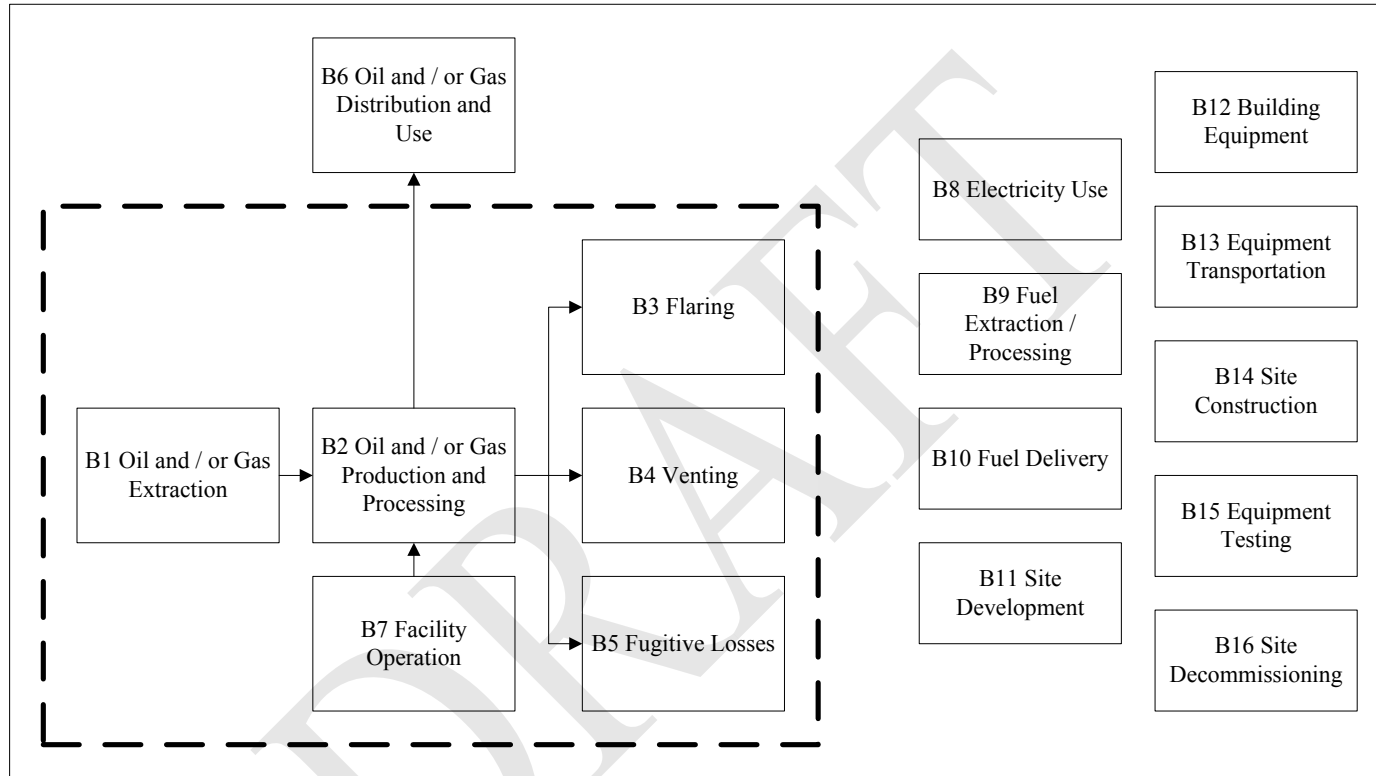 B6 Oil and / or Gas
Distribution and
Use
B12 Building
Equipment
B8 Electricity Use
B13 Equipment
Transportation
B3 Flaring
B9 Fuel
Extraction /
Processing
B14 Site
Construction
B1 Oil and / or Gas
Extraction
B2 Oil and / or Gas
Production and
Processing
B4 Venting
B10 Fuel Delivery
B15 Equipment
Testing
B7 Facility
Operation
B5 Fugitive Losses
B11 Site
Development
B16 Site
Decommissioning
DRAFT